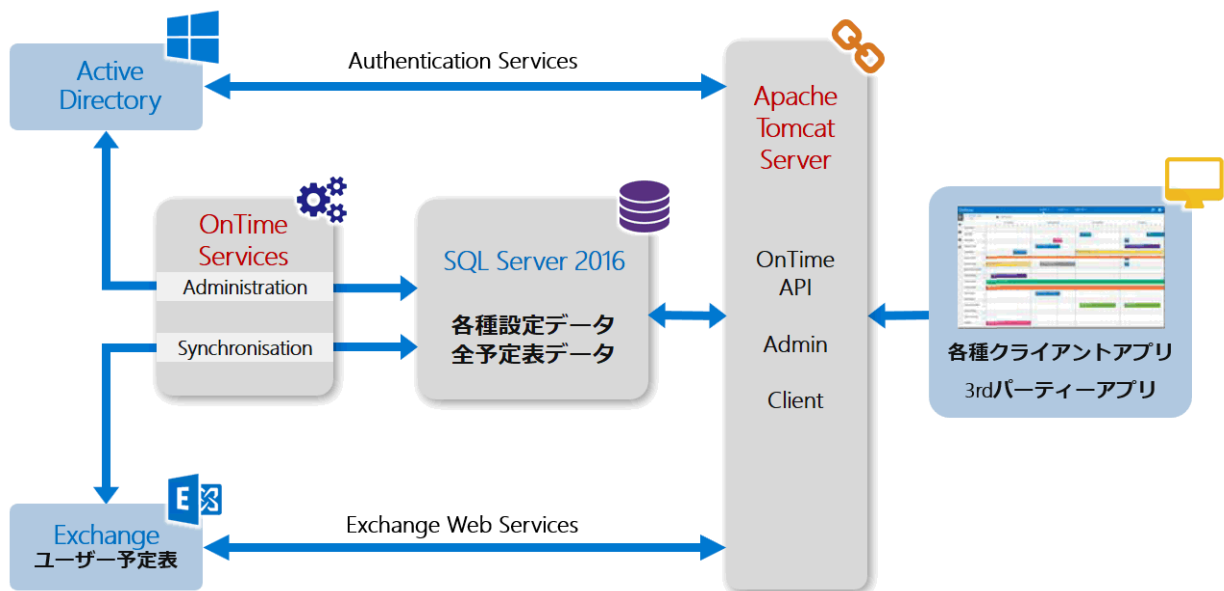 Active
Directory
Authentication Services
Apache
Tomcat
Server
OnTime
Services
Administration
Synchronisation
SQL Server 2016
各種設定データ
全予定表データ
OnTime
API
Admin
Client
各種クライアントアプリ
3rdパーティーアプリ
E
Exchange
ユーザー予定表
Exchange Web Services